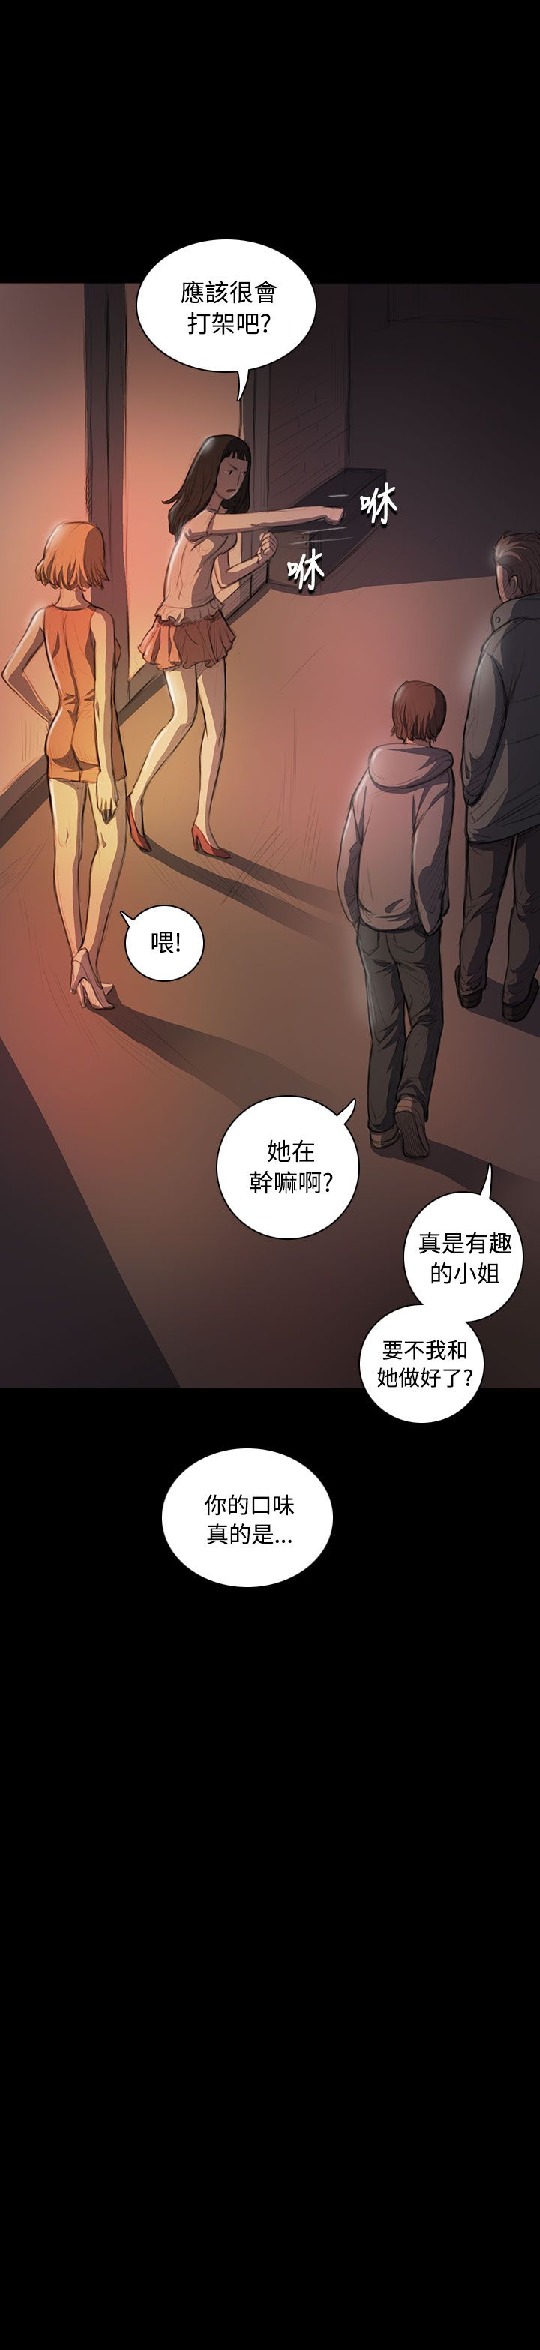 應該很會
打架吧?
咻
咻
喂!
她在
幹嘛啊?
真是有趣
的小姐
要不我和
她做好了?
你的口味
真的是...